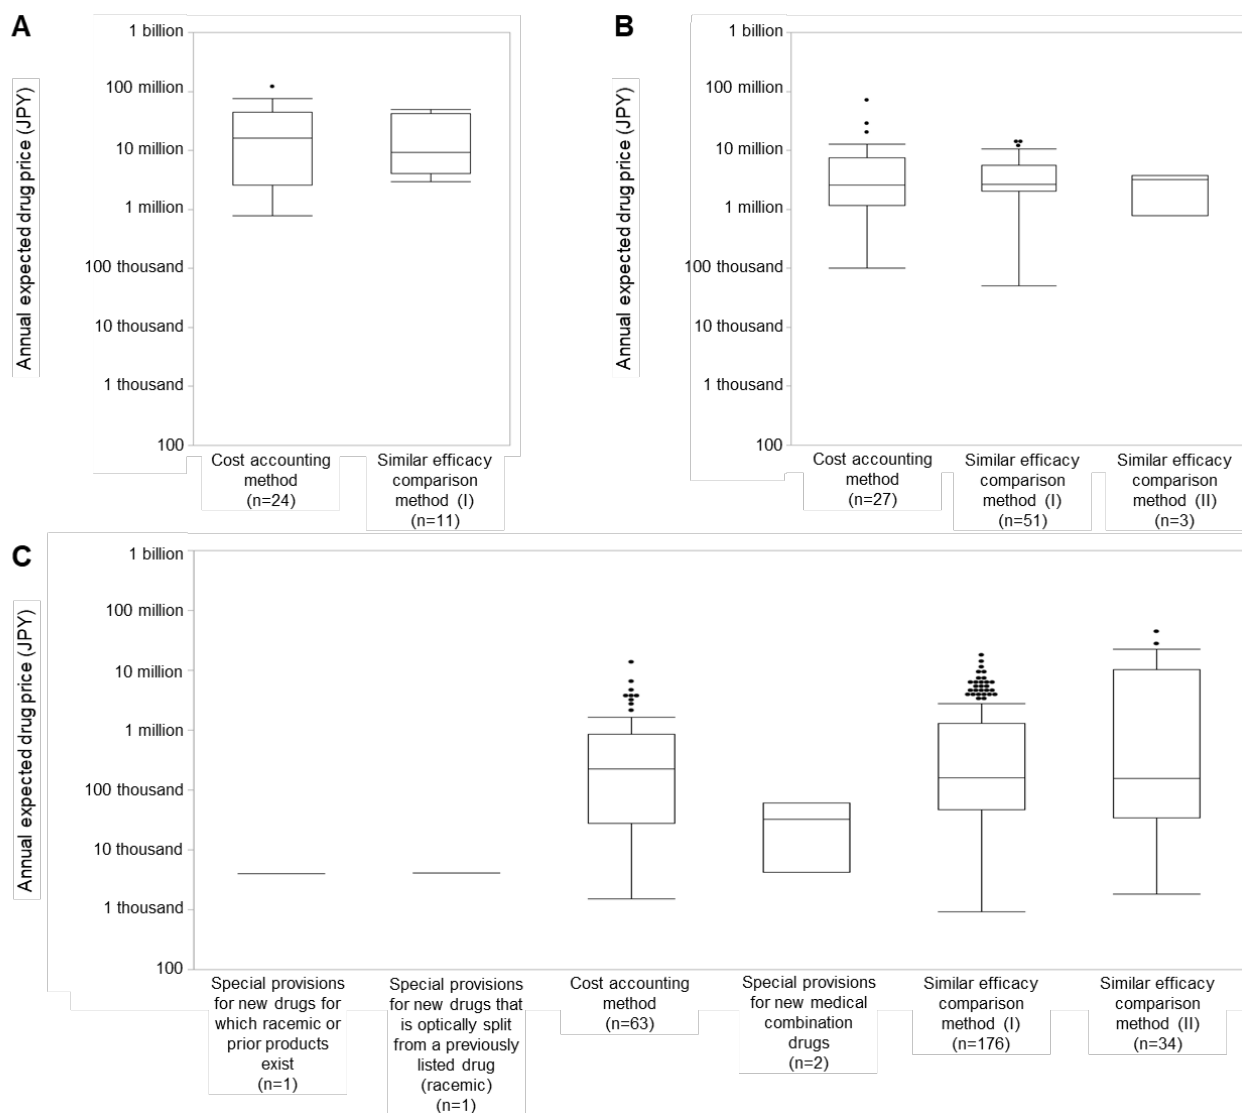 A
Annual expected drug price (JPY)
1 billion
100 million
10 million
1 million
100 thousand
10 thousand
1 thousand
100
Cost accounting
method
(n=24)
Similar efficacy
comparison
method (I)
(n=11)
B
Annual expected drug price (JPY)
1 billion
100 million
10 million
1 million
100 thousand
10 thousand
1 thousand
100
Cost accounting
method
(n=27)
Similar efficacy
comparison
method (I)
(n=51)
Similar efficacy
comparison
method (II)
(n=3)
C
Annual expected drug price (JPY)
1 billion
100 million
10 million
1 million
100 thousand
10 thousand
1 thousand
100
Special provisions
for new drugs for
which racemic or
prior products
exist
(n=1)
Special provisions
for new drugs that
is optically split
from a previously
listed drug
(racemic)
(n=1)
Cost accounting
method
(n=63)
Special provisions
for new medical
combination
drugs
(n=2)
Similar efficacy
comparison
method (I)
(n=176)
Similar efficacy
comparison
method (II)
(n=34)